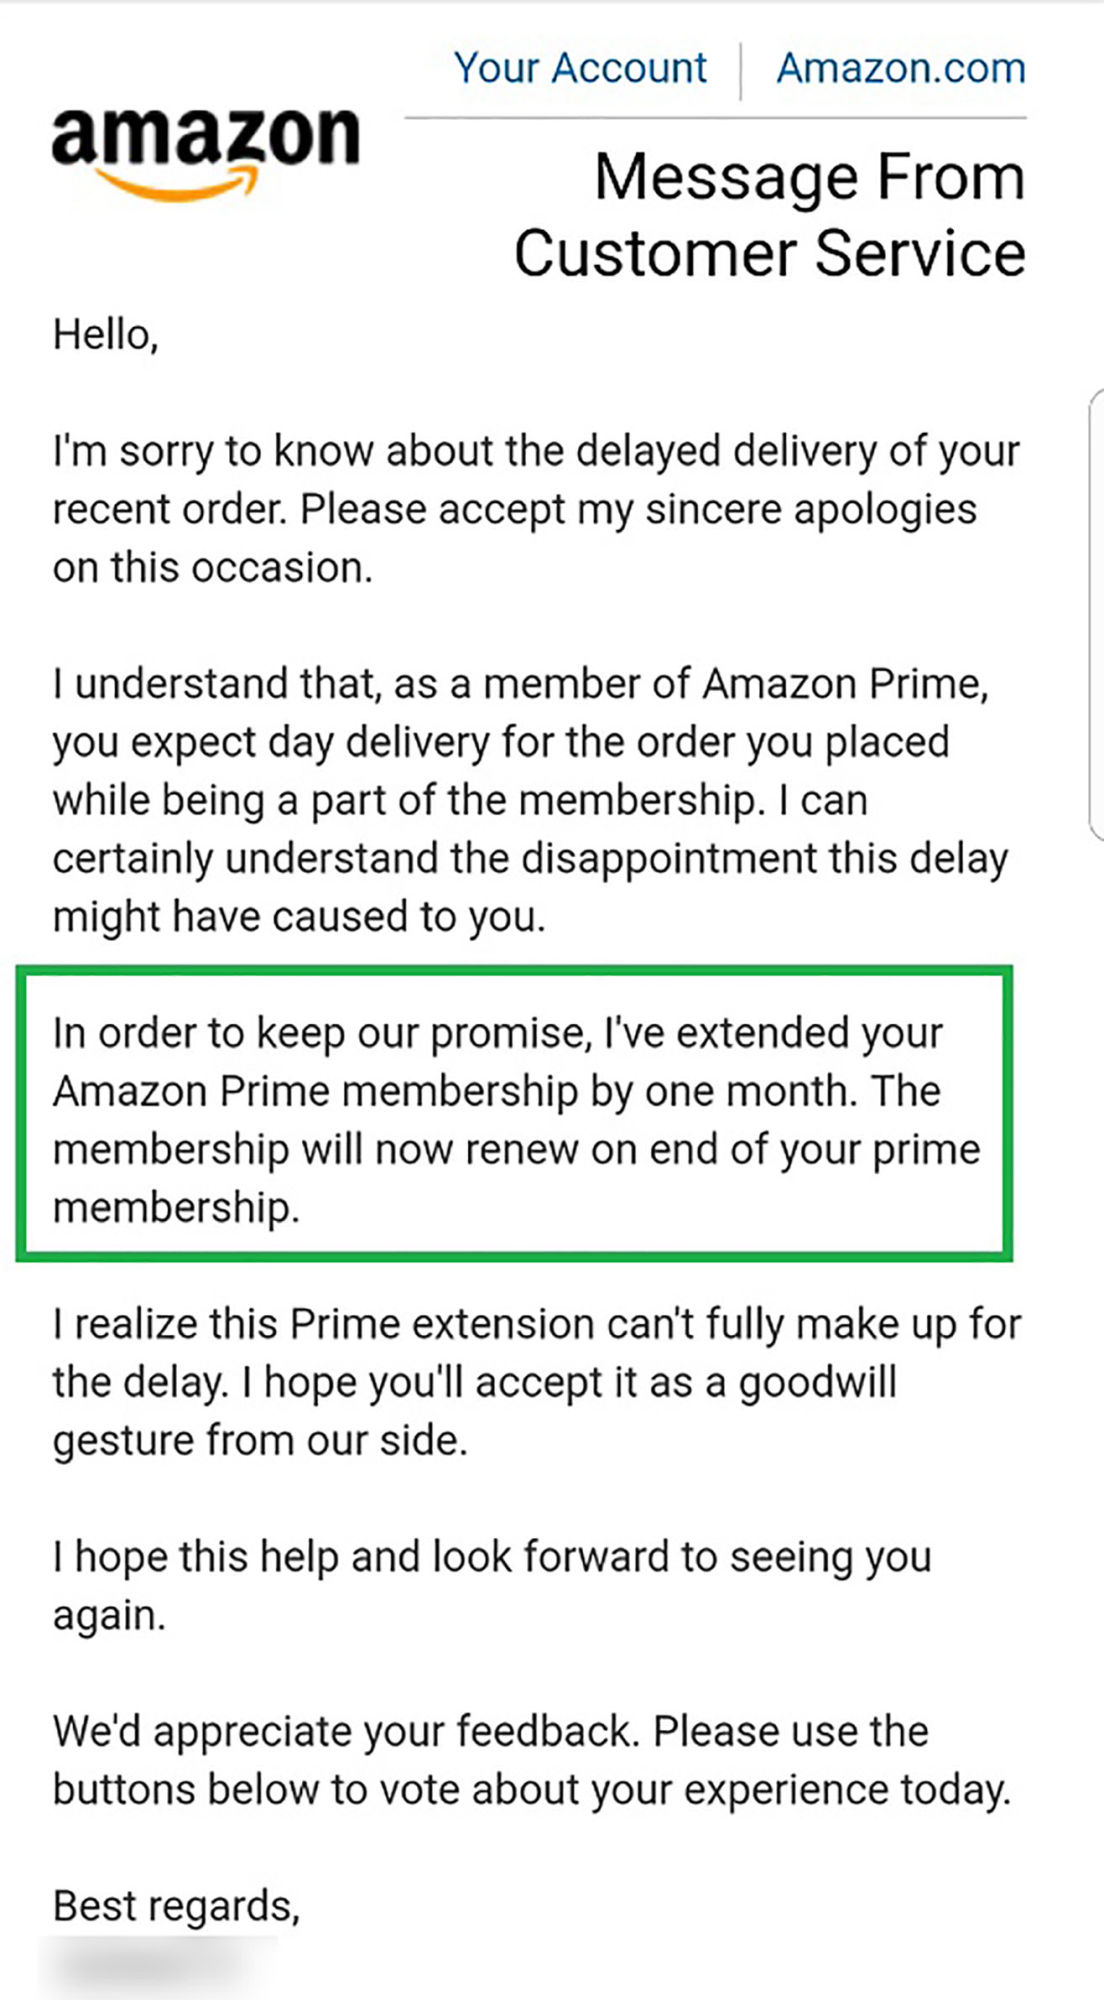 Your Account Amazon.com
amazon
Message From
Customer Service
Hello,
I'm sorry to know about the delayed delivery of your
recent order. Please accept my sincere apologies
on this occasion.
I understand that, as a member of Amazon Prime,
you expect day delivery for the order you placed
while being a part of the membership. I can
certainly understand the disappointment this delay
might have caused to you.
In order to keep our promise, I've extended your
Amazon Prime membership by one month. The
membership will now renew on end of your prime
membership.
I realize this Prime extension can't fully make up for
the delay. I hope you'll accept it as a goodwill
gesture from our side.
I hope this help and look forward to seeing you
again.
We'd appreciate your feedback. Please use the
buttons below to vote about your experience today.
Best regards,